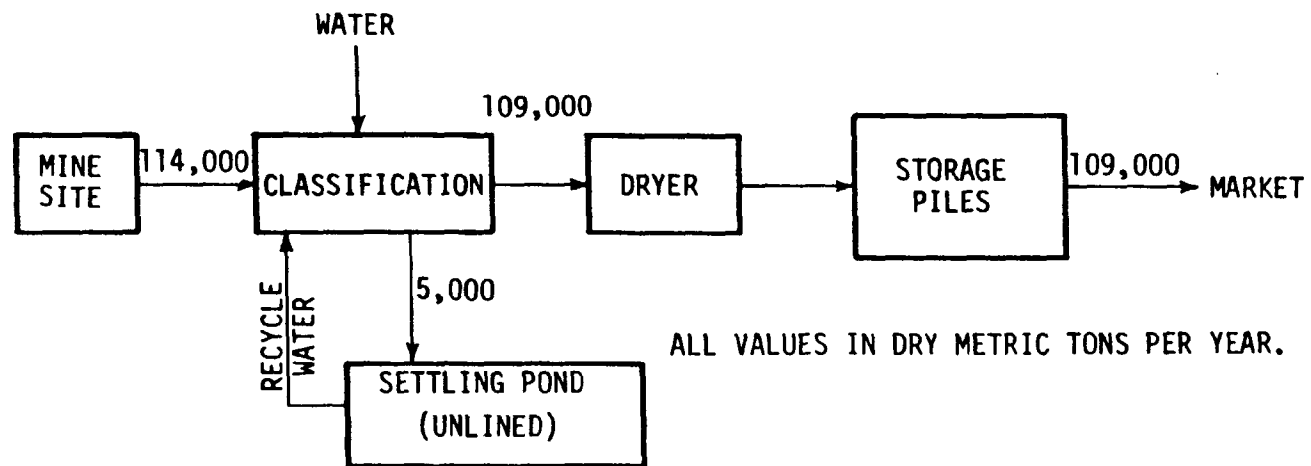 WATER
109,000
MINE
SITE
114,000
CLASSIFICATION
DRYER
STORAGE
PILES
109,000
MARKET
5,000
RECYCLE
WATER
ALL VALUES IN DRY METRIC TONS PER YEAR.
SETTLING POND
(UNLINED)